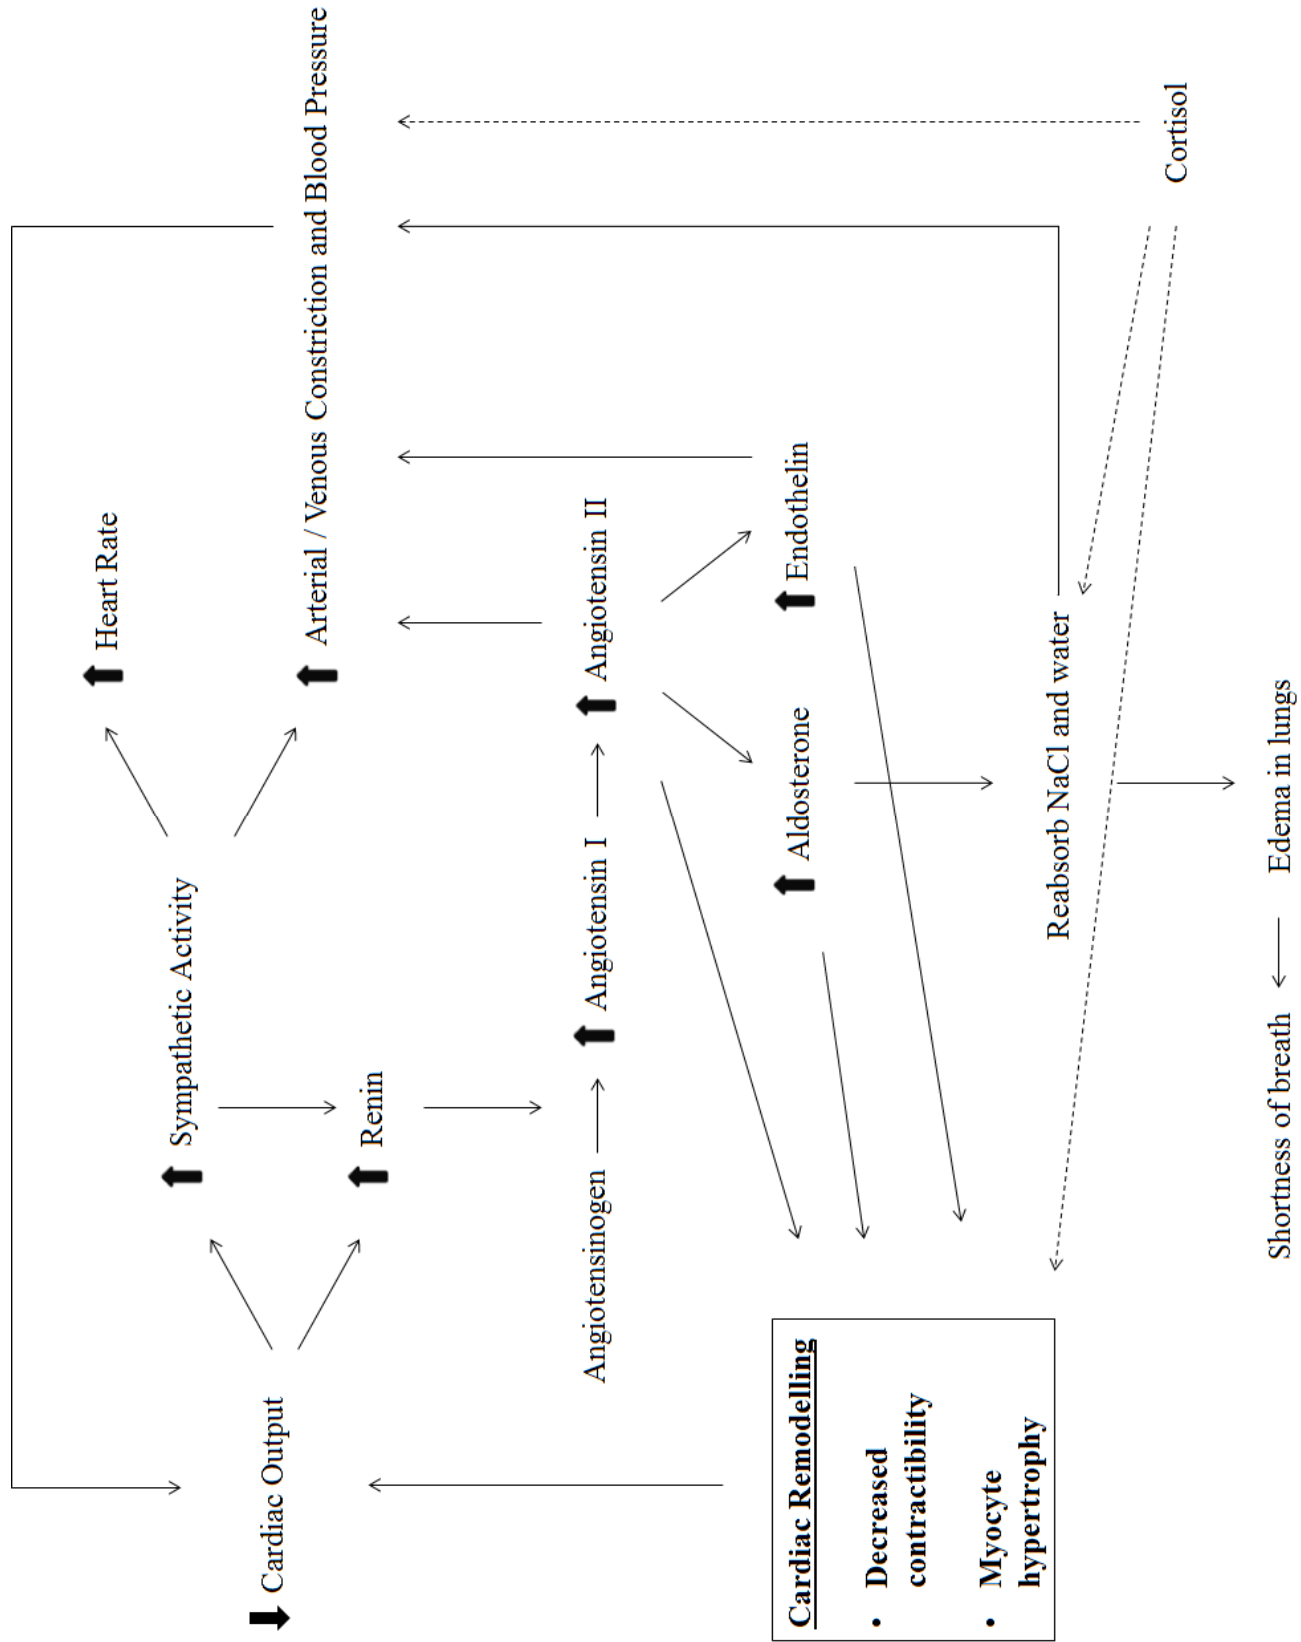 Heart Rate
Sympathetic Activity
Cardiac Output
Arterial / Venous Constriction and Blood Pressure
Renin
Angiotensinogen
Angiotensin I
Angiotensin II
Cardiac Remodelling
• Decreased
contractibility
• Myocyte
hypertrophy
Aldosterone
Endothelin
Reabsorb NaCl and water
Cortisol
Shortness of breath
Edema in lungs